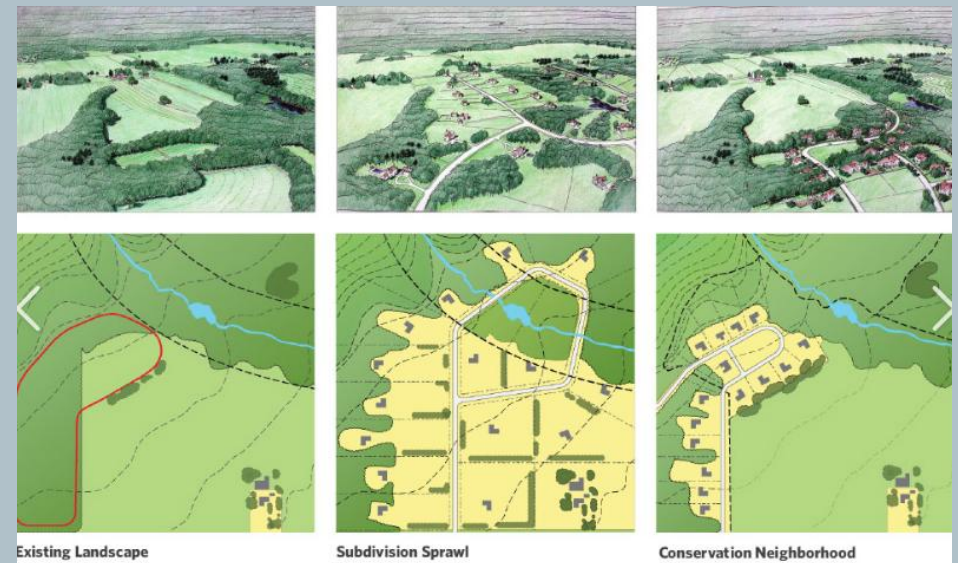 Existing Landscape
Subdivision Sprawl
Conservation Neighborhood